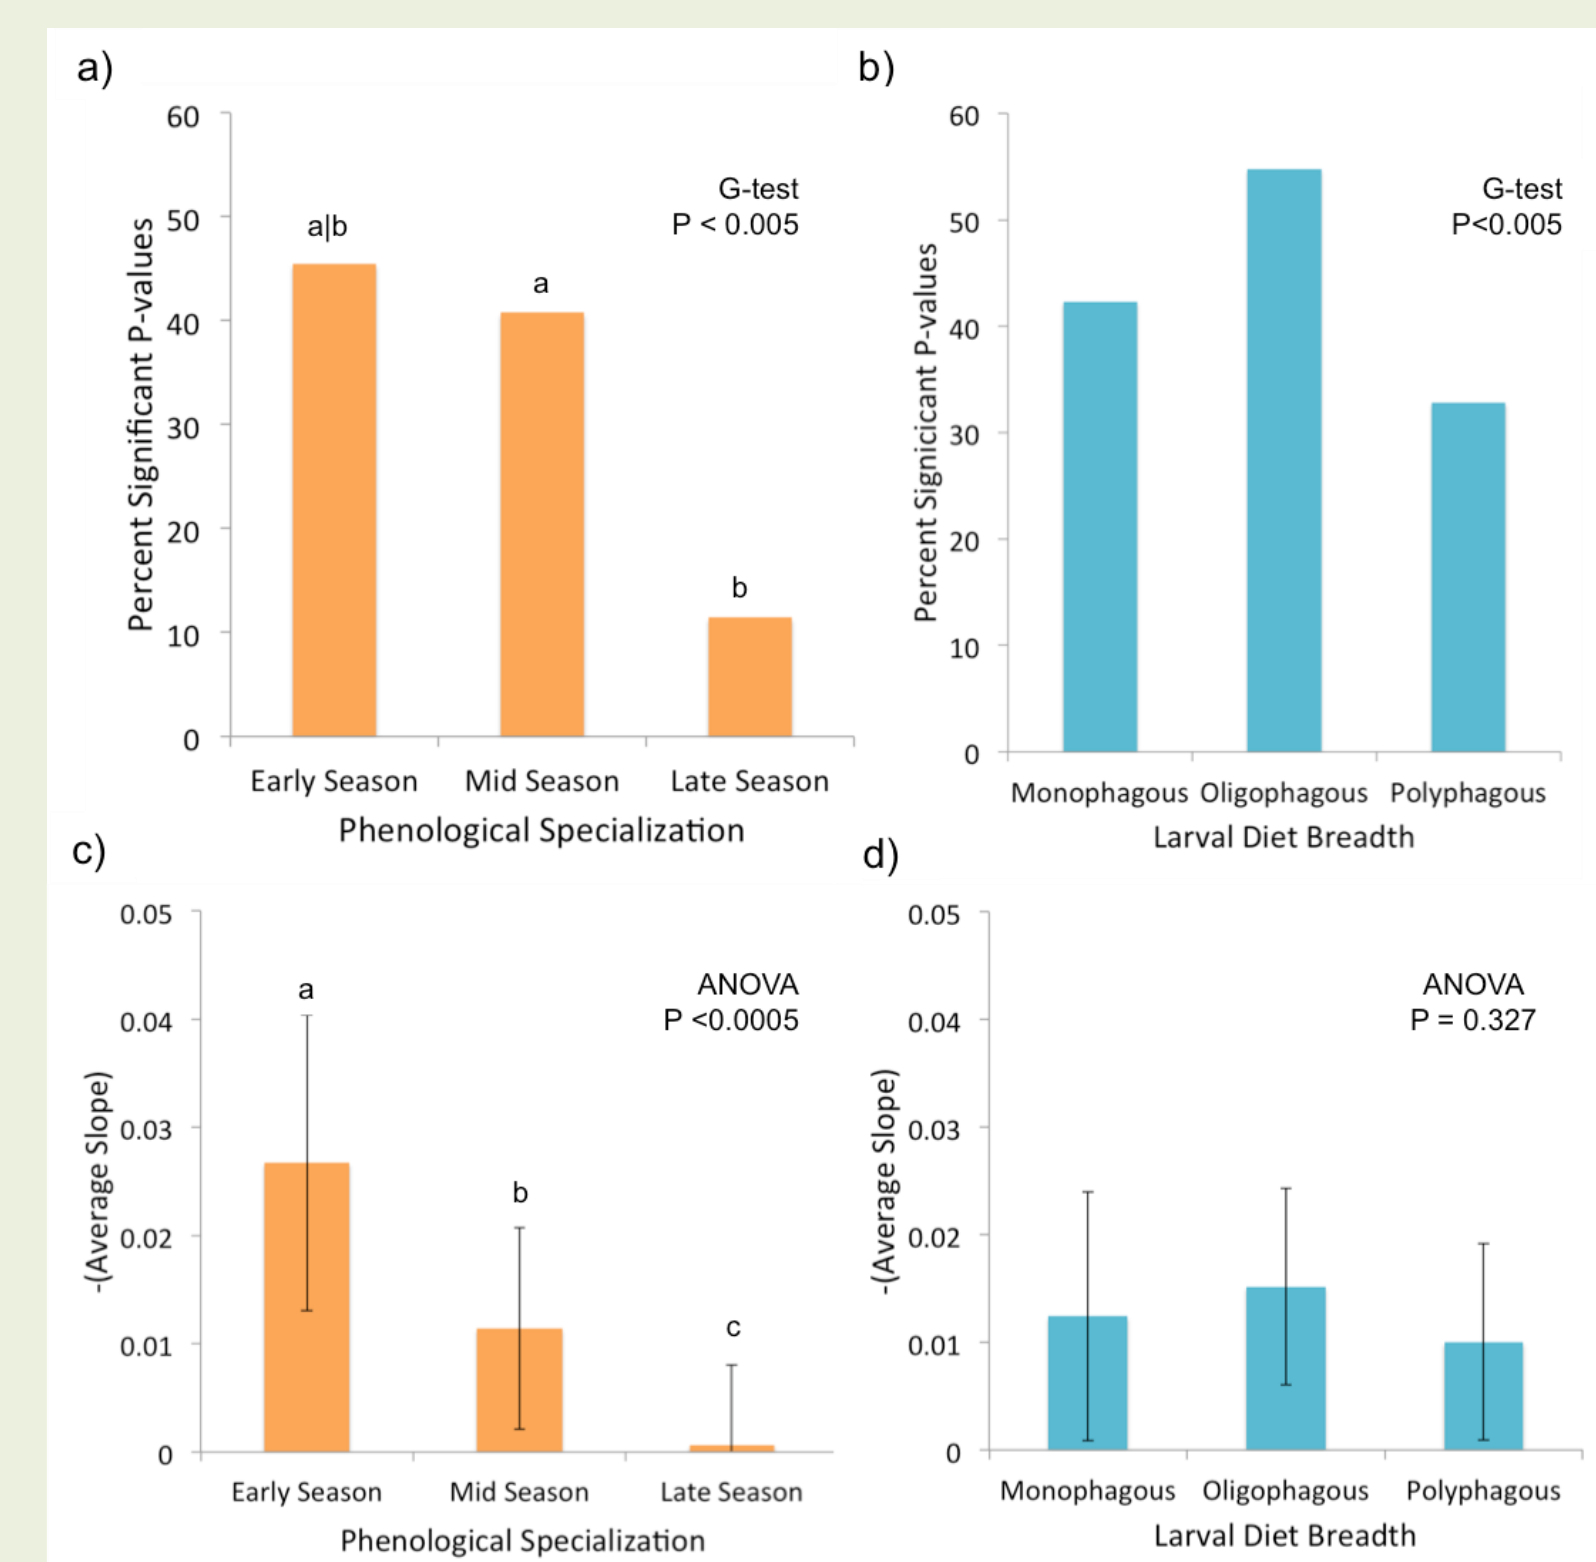 a)
60
50
40
30
20
10
0
Percent Significant P-values
a|b
a
b
G-test
P < 0.005
Early Season
Mid Season
Late Season
Phenological Specialization
b)
60
50
40
30
20
10
0
Percent Signicicant P-values
G-test
P<0.005
Monophagous
Oligophagous
Polyphagous
Larval Diet Breadth
c)
0.05
0.04
0.03
0.02
0.01
0
-(Average Slope)
a
b
c
ANOVA
P <0.0005
Early Season
Mid Season
Late Season
Phenological Specialization
d)
0.05
0.04
0.03
0.02
0.01
0
-(Average Slope)
ANOVA
P = 0.327
Monophagous
Oligophagous
Polyphagous
Larval Diet Breadth